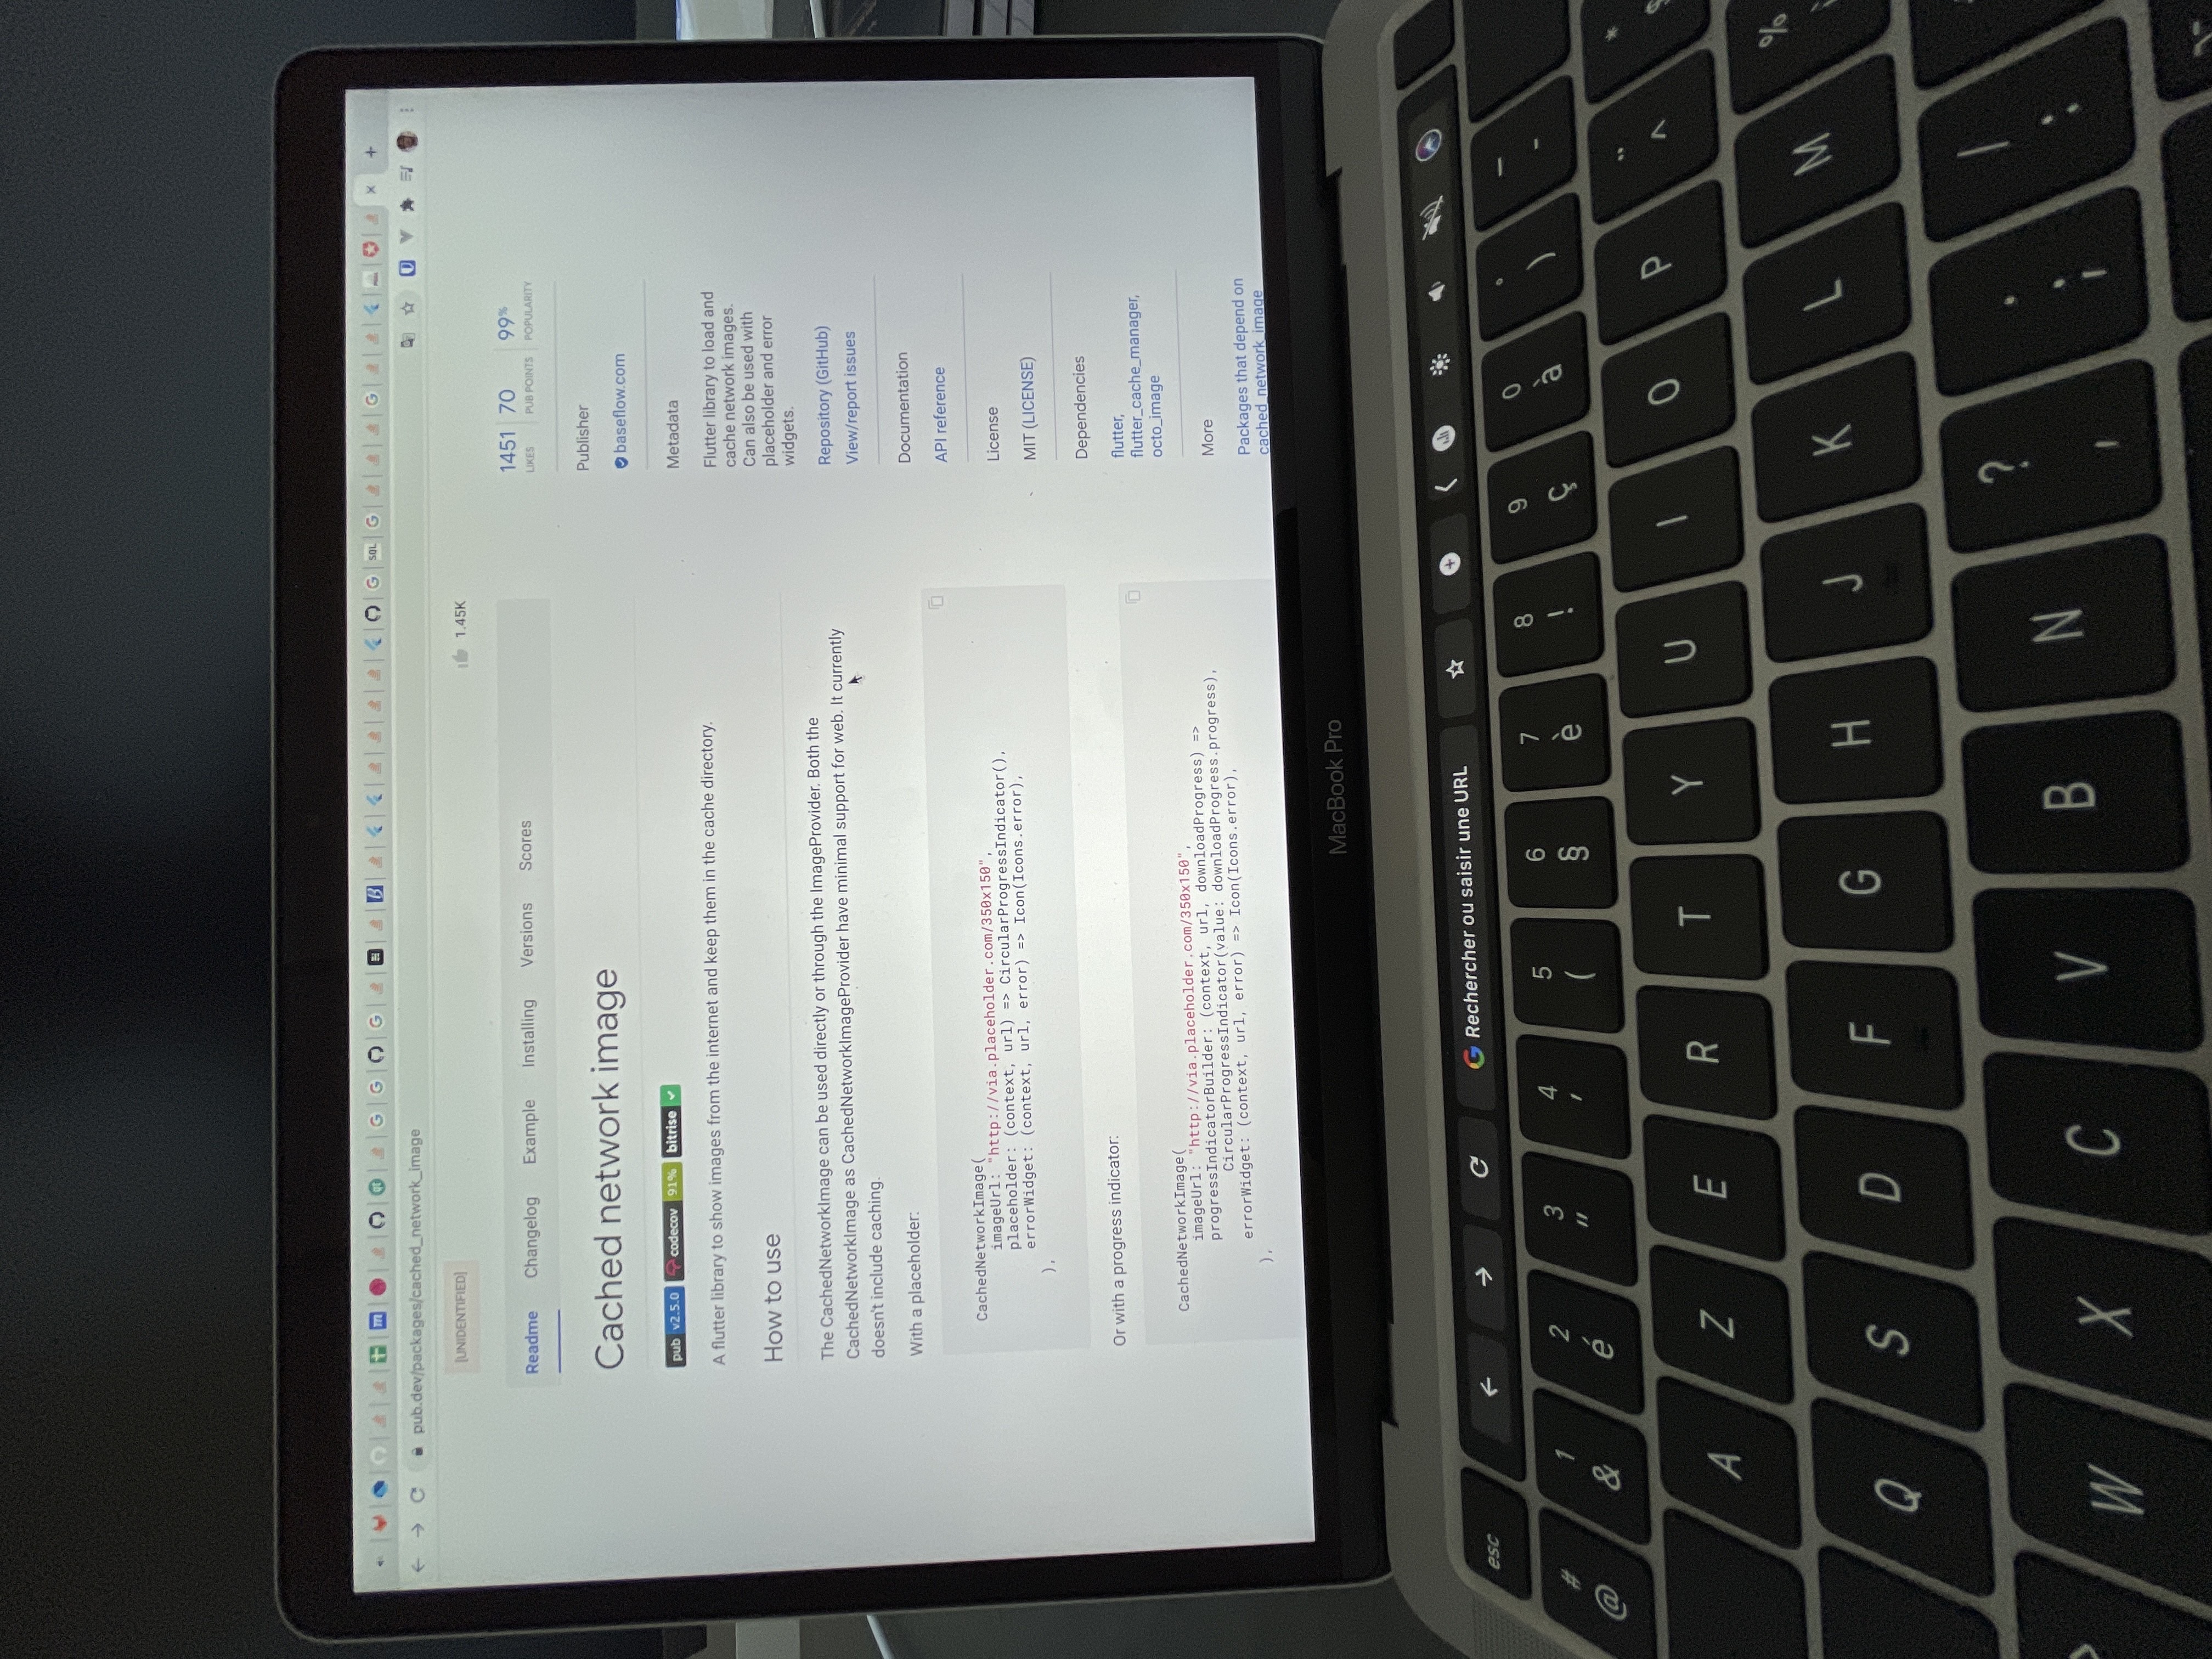 pub.dev/packages/cached_network_image
[UNIDENTIFIED]
1.45K
Readme Changelog Example Installing Versions Scores
Cached network image
pub v2.5.0 codecov 91% bitrise
A flutter library to show images from the internet and keep them in the cache directory.
How to use
The CachedNetworkImage can be used directly or through the ImageProvider. Both the
CachedNetworkImage as CachedNetworkImageProvider have minimal support for web. It currently
doesn't include caching.
With a placeholder:
CachedNetworkImage(
imageUrl: "http://via.placeholder.com/350x150",
placeholder: (context, url) => CircularProgressIndicator(),
errorWidget: (context, url, error) => Icon(Icons.error),
),
Or with a progress indicator:
CachedNetworkImage(
imageUrl: "http://via.placeholder.com/350x150",
progressIndicatorBuilder: (context, url, downloadProgress) =>
CircularProgressIndicator(value: downloadProgress.progress),
errorWidget: (context, url, error) => Icon(Icons.error),
),
1451 70 99%
LIKES PUB POINTS POPULARITY
Publisher
baseflow.com
Metadata
Flutter library to load and
cache network images.
Can also be used with
placeholder and error
widgets.
Repository (GitHub)
View/report issues
Documentation
API reference
License
MIT (LICENSE)
Dependencies
flutter,
flutter_cache_manager,
octo_image
More
Packages that depend on
cached_network_image
MacBook Pro
esc
Rechercher ou saisir une URL
# 1 2 3 4 5 6 7 8 9 0 ° _
@ & é " ' ( § è ! ç à ) -
A Z E R T Y U I O P ¨ ^ *
Q S D F G H J K L M %
W X C V B N ? , . ; / :